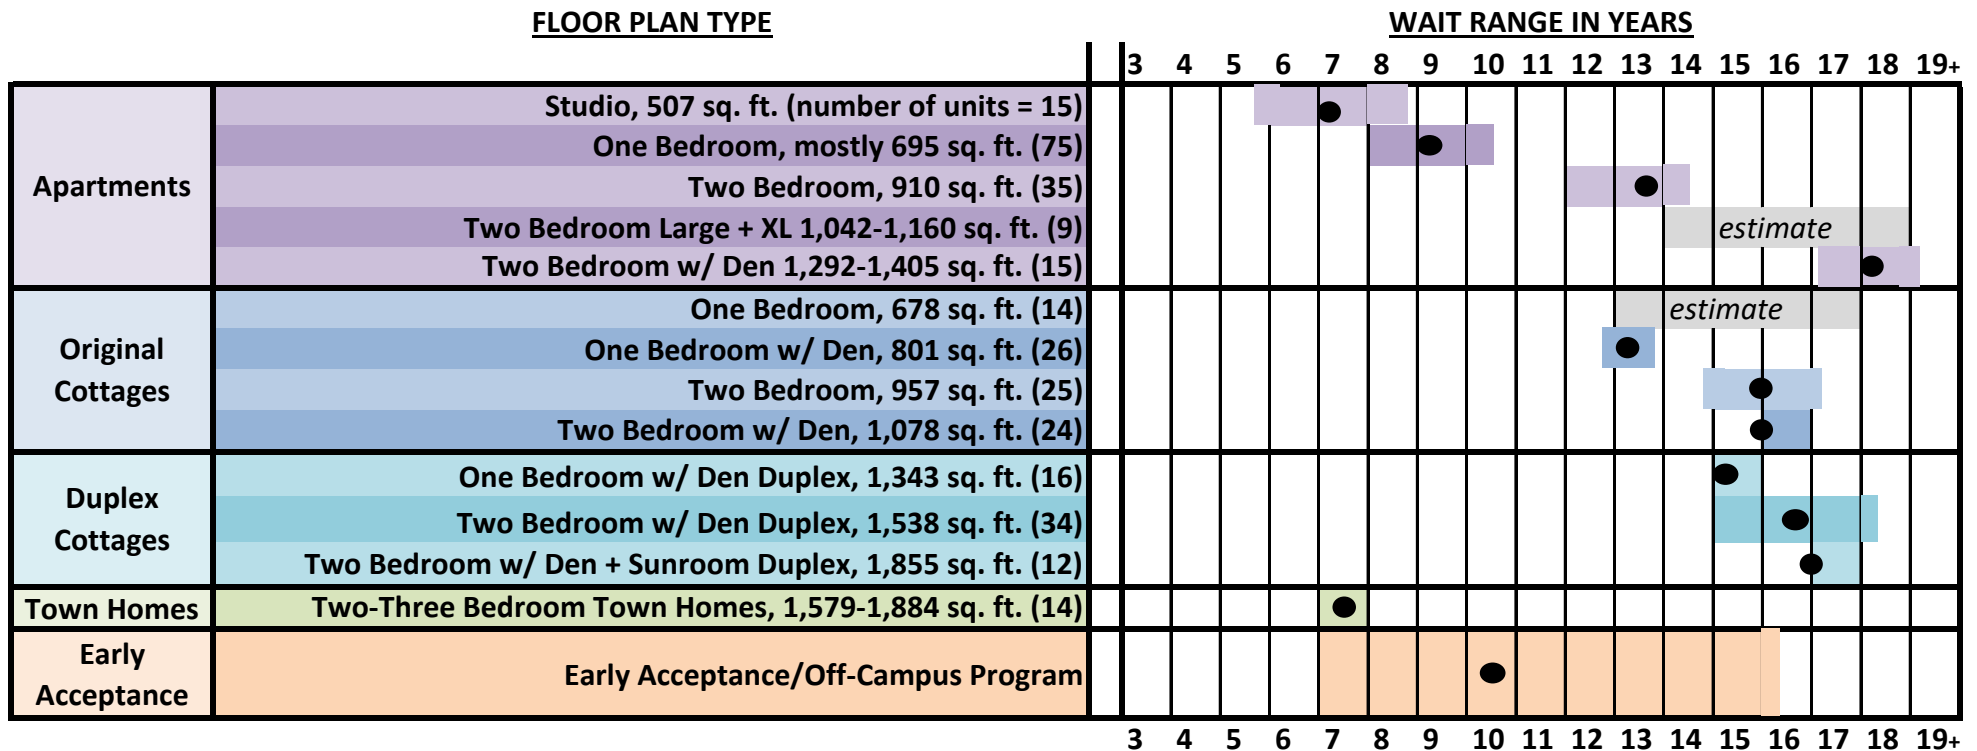 FLOOR PLAN TYPE
WAIT RANGE IN YEARS
3 4 5 6 7 8 9 10 11 12 13 14 15 16 17 18 19+
Apartments
Studio, 507 sq. ft. (number of units = 15)
One Bedroom, mostly 695 sq. ft. (75)
Two Bedroom, 910 sq. ft. (35)
Two Bedroom Large + XL 1,042-1,160 sq. ft. (9)
estimate
Two Bedroom w/ Den 1,292-1,405 sq. ft. (15)
Original
Cottages
One Bedroom, 678 sq. ft. (14)
estimate
One Bedroom w/ Den, 801 sq. ft. (26)
Two Bedroom, 957 sq. ft. (25)
Two Bedroom w/ Den, 1,078 sq. ft. (24)
Duplex
Cottages
One Bedroom w/ Den Duplex, 1,343 sq. ft. (16)
Two Bedroom w/ Den Duplex, 1,538 sq. ft. (34)
Two Bedroom w/ Den + Sunroom Duplex, 1,855 sq. ft. (12)
Town Homes
Two-Three Bedroom Town Homes, 1,579-1,884 sq. ft. (14)
Early
Acceptance
Early Acceptance/Off-Campus Program
3 4 5 6 7 8 9 10 11 12 13 14 15 16 17 18 19+